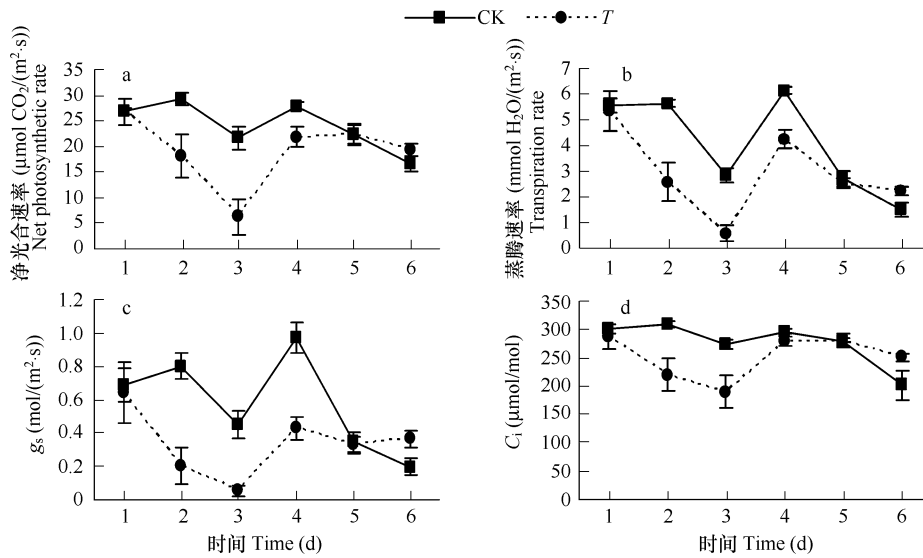 CK T
净光合速率 (μmol CO₂/(m²·s))
Net photosynthetic rate
35
30
25
20
15
10
5
0
a
1 2 3 4 5 6
蒸腾速率 (mmol H₂O/(m²·s))
Transpiration rate
7
6
5
4
3
2
1
0
b
1 2 3 4 5 6
gs (mol/(m²·s))
1.2
1.0
0.8
0.6
0.4
0.2
0
c
1 2 3 4 5 6
时间 Time (d)
Ci (μmol/mol)
350
300
250
200
150
100
50
0
d
1 2 3 4 5 6
时间 Time (d)